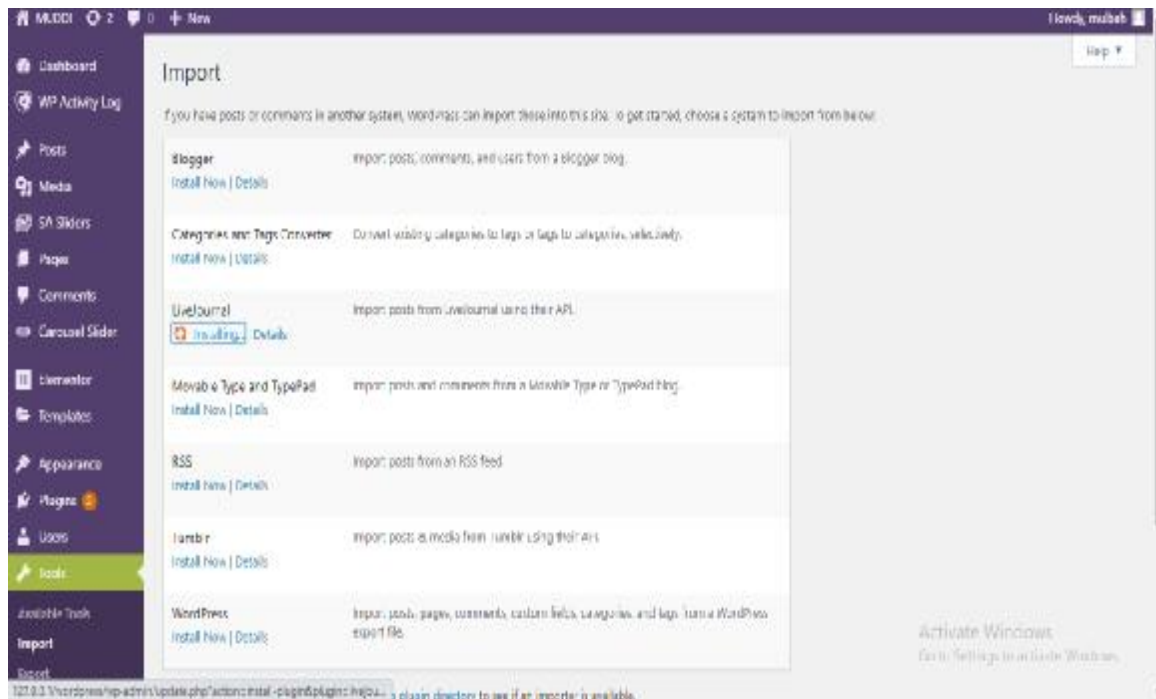 MUDDI 2 0 + New
Howdy, mulbah
Help
Dashboard
WP Activity Log
Posts
Media
SA Sliders
Pages
Comments
Carousel Slider
Elementor
Templates
Appearance
Plugins 2
Users
Tools
Available Tools
Import
Export
Import
If you have posts or comments in another system, WordPress can import those into this site. To get started, choose a system to import from below:
Blogger
Import posts, comments, and users from a Blogger blog.
Install Now | Details
Categories and Tags Converter
Convert existing categories to tags or tags to categories, selectively.
Install Now | Details
LiveJournal
Import posts from LiveJournal using their API.
Installing... Details
Movable Type and TypePad
Import posts and comments from a Movable Type or TypePad blog.
Install Now | Details
RSS
Import posts from an RSS feed.
Install Now | Details
Tumblr
Import posts & media from Tumblr using their API.
Install Now | Details
WordPress
Import posts, pages, comments, custom fields, categories, and tags from a WordPress
export file.
Install Now | Details
Activate Windows
Go to Settings to activate Windows.
plugin directory to see if an importer is available.